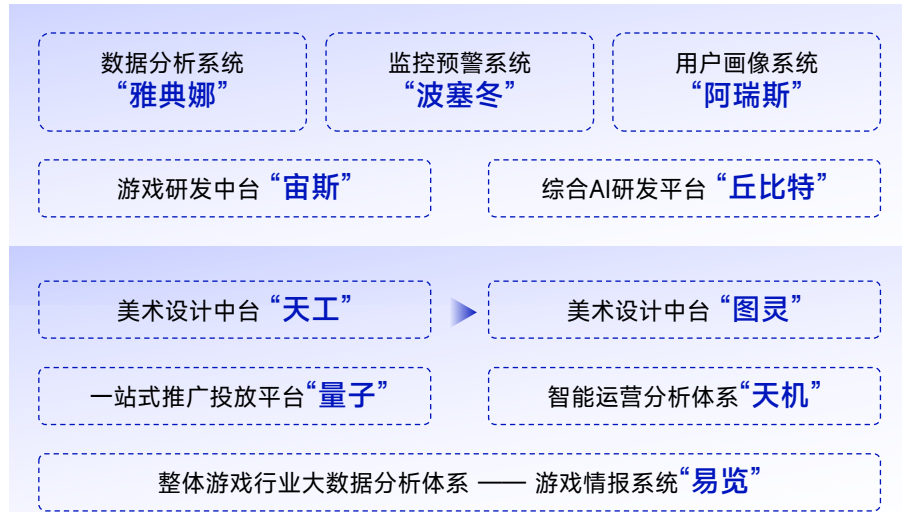 数据分析系统
“雅典娜”
监控预警系统
“波塞冬”
用户画像系统
“阿瑞斯”
游戏研发中台 “宙斯”
综合AI研发平台 “丘比特”
美术设计中台 “天工”
美术设计中台 “图灵”
一站式推广投放平台“量子”
智能运营分析体系“天机”
整体游戏行业大数据分析体系 —— 游戏情报系统“易览”